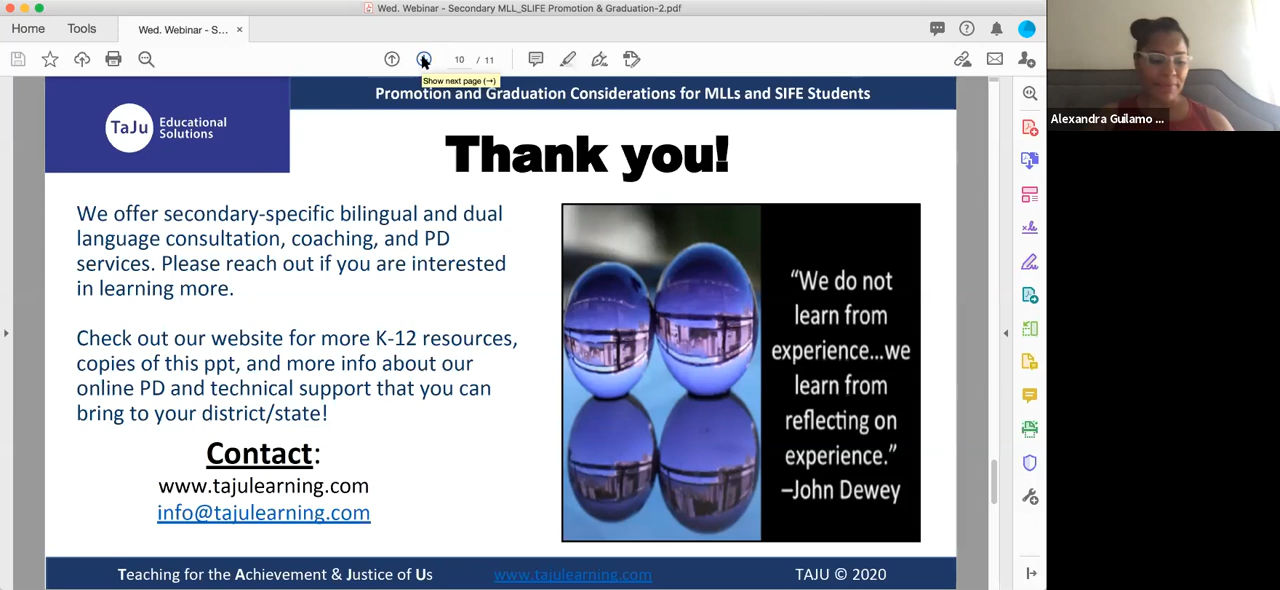 Wed. Webinar - Secondary MLL_SLIFE Promotion & Graduation-2.pdf
Home
Tools
Wed. Webinar - S...
×
10 / 11
Show next page (→)
Alexandra Guilamo ...
Promotion and Graduation Considerations for MLLs and SIFE Students
TaJu
Educational
Solutions
Thank you!
We offer secondary-specific bilingual and dual
language consultation, coaching, and PD
services. Please reach out if you are interested
in learning more.
Check out our website for more K-12 resources,
copies of this ppt, and more info about our
online PD and technical support that you can
bring to your district/state!
Contact:
www.tajulearning.com
info@tajulearning.com
“We do not
learn from
experience...we
learn from
reflecting on
experience.”
–John Dewey
Teaching for the Achievement & Justice of Us
www.tajulearning.com
TAJU © 2020